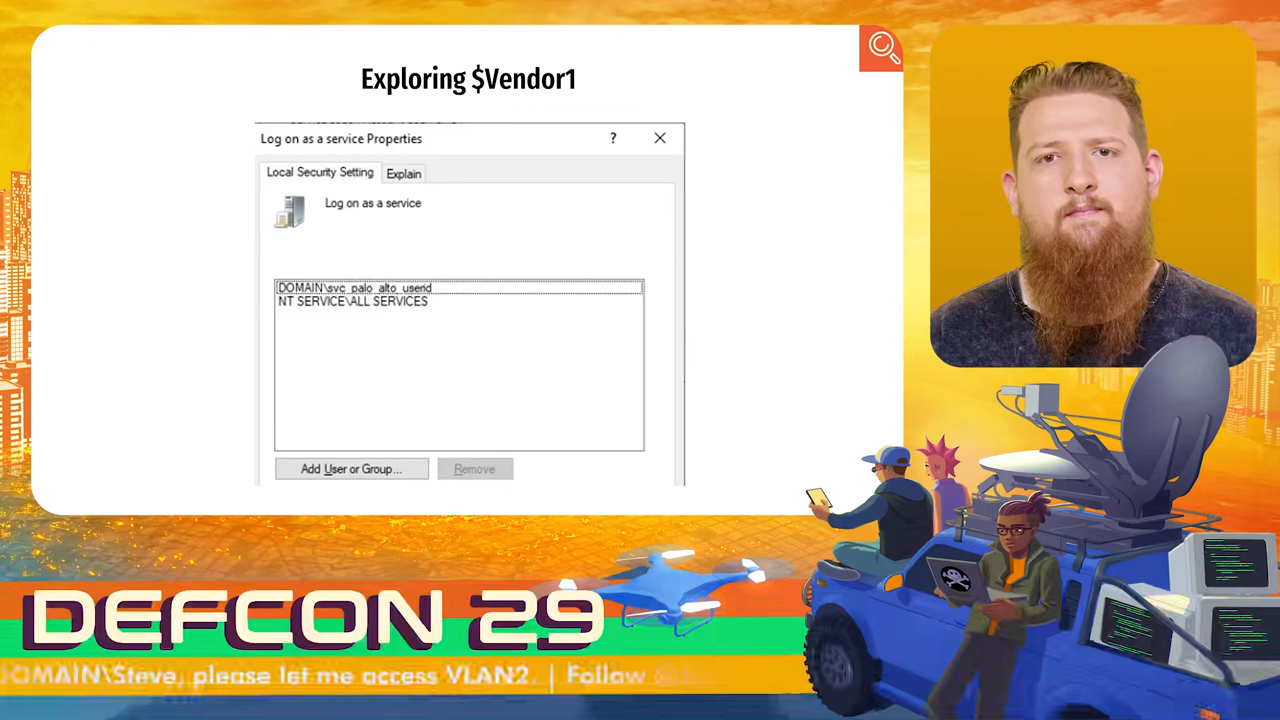 Exploring $Vendor1
Log on as a service Properties
? ×
Local Security Setting
Explain
Log on as a service
DOMAIN\svc_palo_alto_userid
NT SERVICE\ALL SERVICES
Add User or Group...
Remove
DEFCON 29
DOMAIN\Steve, please let me access VLAN2. | Follow